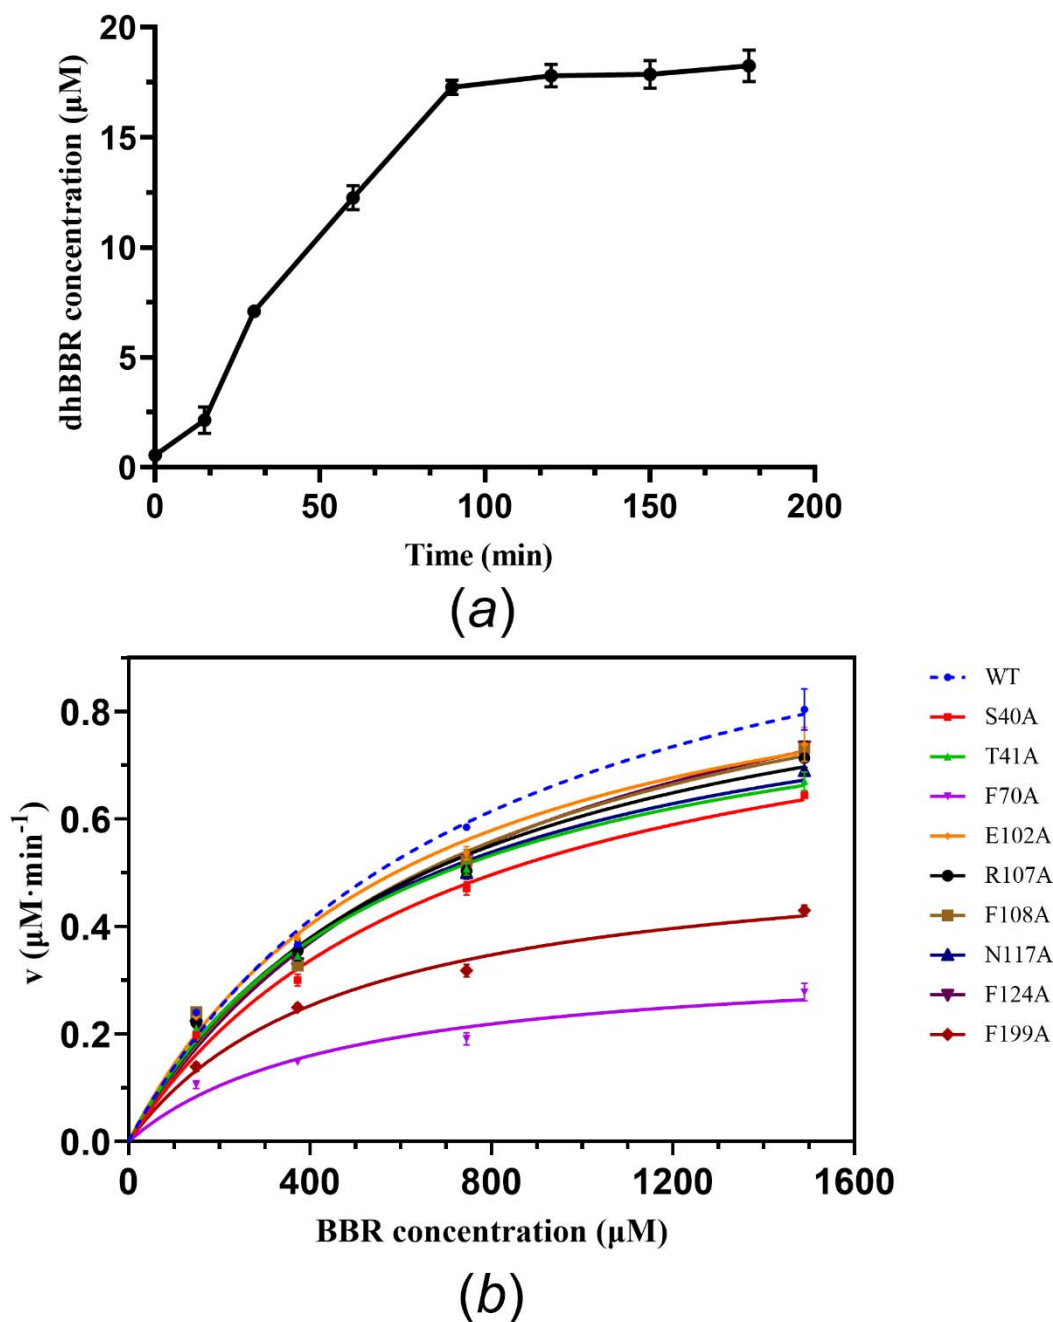 20
15
10
5
0
dhBBR concentration (μM)
0 50 100 150 200
Time (min)
(a)
0.8
0.6
0.4
0.2
0.0
v (μM·min⁻¹)
0 400 800 1200 1600
BBR concentration (μM)
WT
S40A
T41A
F70A
E102A
R107A
F108A
N117A
F124A
F199A
(b)